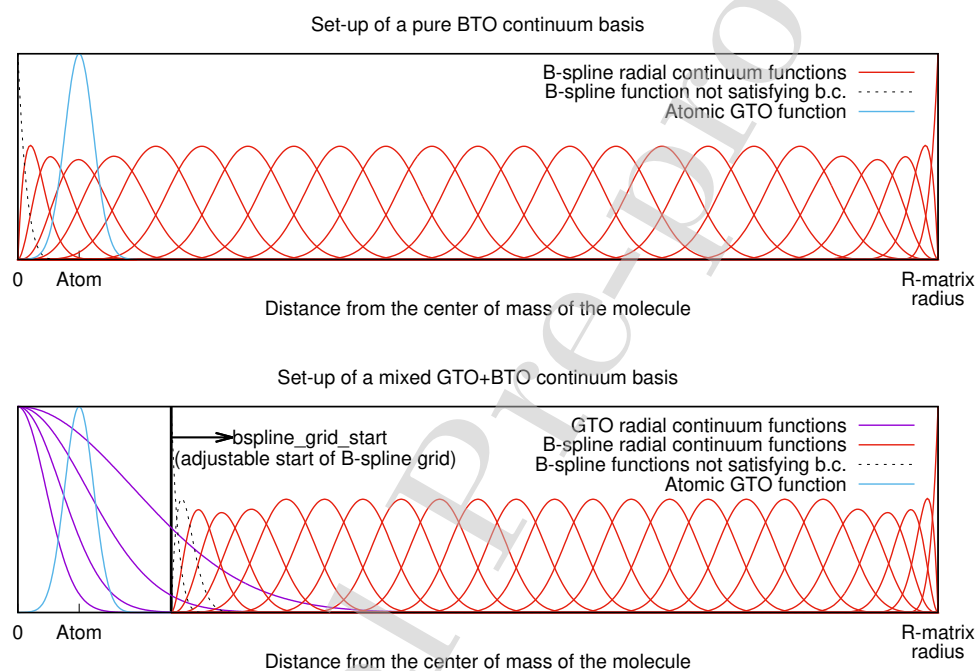 Set-up of a pure BTO continuum basis
B-spline radial continuum functions
B-spline function not satisfying b.c.
Atomic GTO function
0
Atom
R-matrix
radius
Distance from the center of mass of the molecule
Set-up of a mixed GTO+BTO continuum basis
bspline_grid_start
(adjustable start of B-spline grid)
GTO radial continuum functions
B-spline radial continuum functions
B-spline functions not satisfying b.c.
Atomic GTO function
0
Atom
R-matrix
radius
Distance from the center of mass of the molecule
Pre-pro